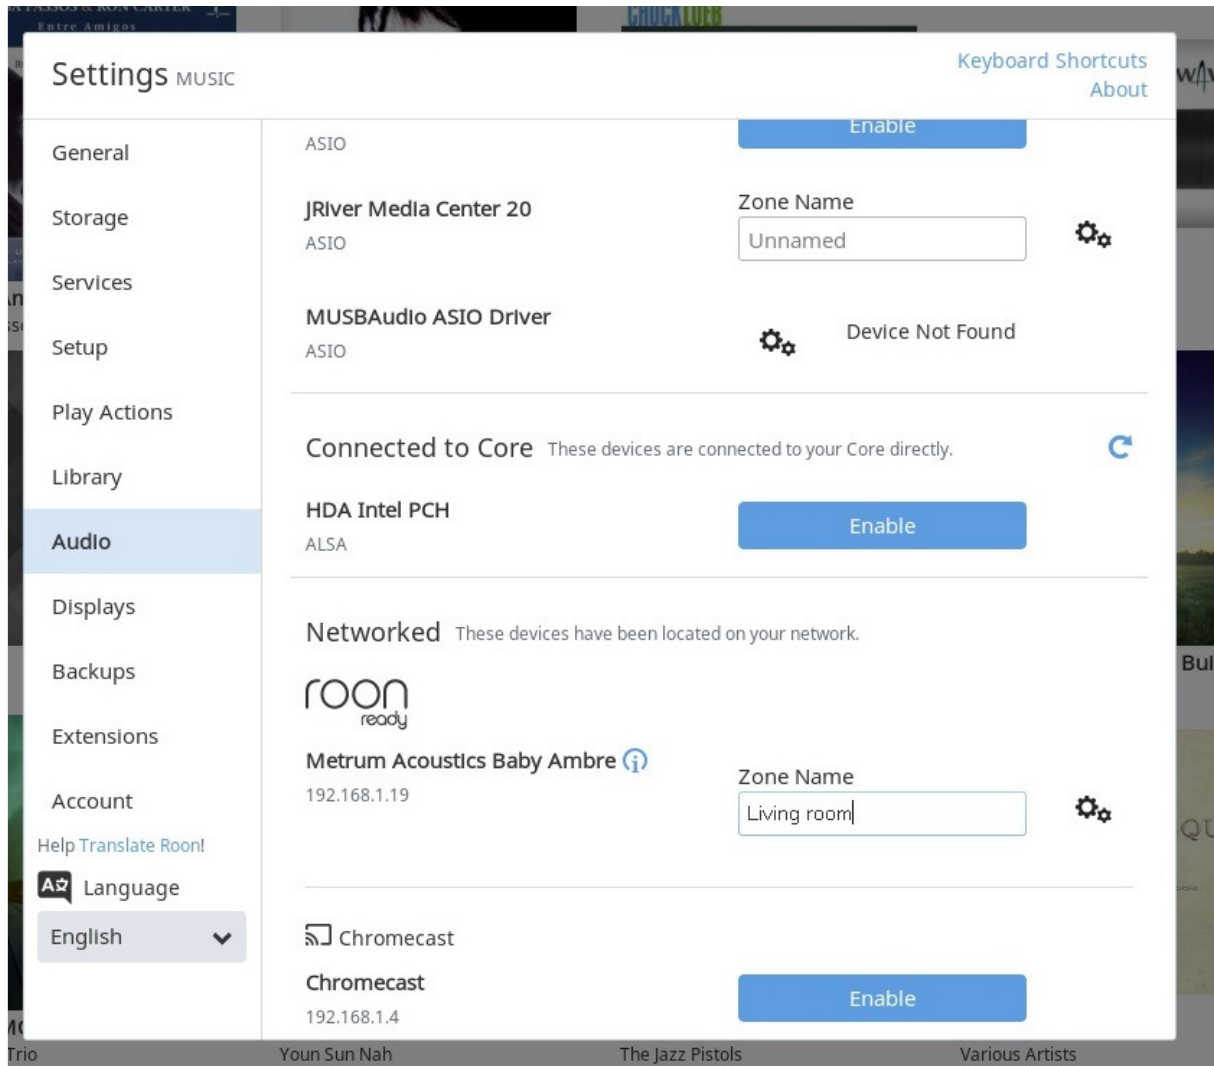 & RON CARTER
Entre Amigos
CHUCK LOEB
Settings MUSIC
Keyboard Shortcuts
About
General
Storage
Services
Setup
Play Actions
Library
Audio
Displays
Backups
Extensions
Account
Help Translate Roon!
Language
English
ASIO
Enable
JRiver Media Center 20
ASIO
Zone Name
Unnamed
MUSBAudio ASIO Driver
ASIO
Device Not Found
Connected to Core These devices are connected to your Core directly.
HDA Intel PCH
ALSA
Enable
Networked These devices have been located on your network.
roon
ready
Metrum Acoustics Baby Ambre
192.168.1.19
Zone Name
Living room
Chromecast
Chromecast
192.168.1.4
Enable
Trio
Youn Sun Nah
The Jazz Pistols
Various Artists